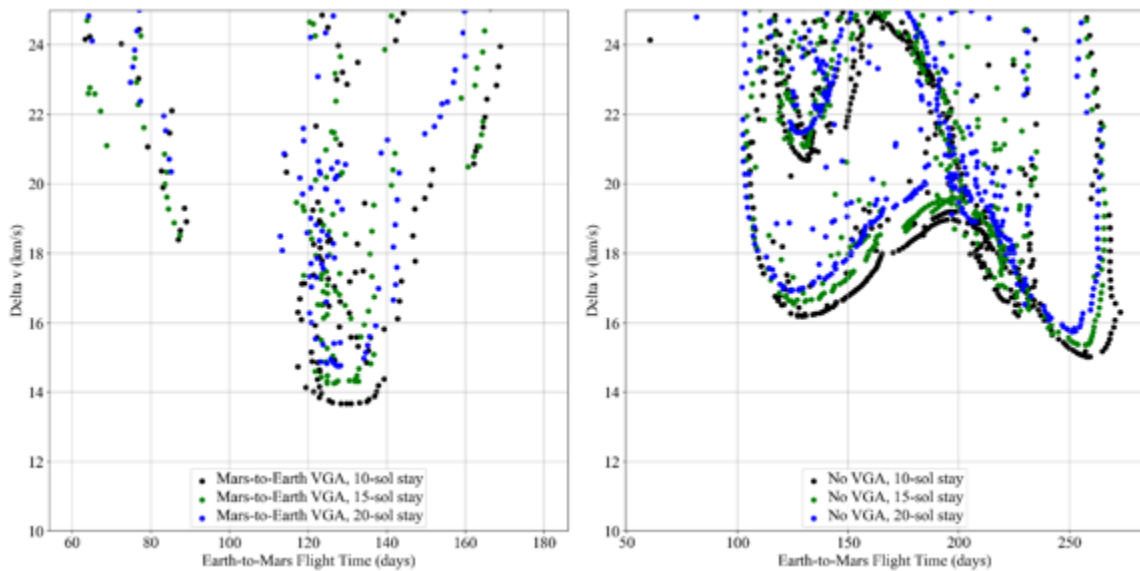 24
22
20
18
16
14
12
10
Delta v (km/s)
Mars-to-Earth VGA, 10-sol stay
Mars-to-Earth VGA, 15-sol stay
Mars-to-Earth VGA, 20-sol stay
60 80 100 120 140 160 180
Earth-to-Mars Flight Time (days)
24
22
20
18
16
14
12
10
Delta v (km/s)
No VGA, 10-sol stay
No VGA, 15-sol stay
No VGA, 20-sol stay
50 100 150 200 250
Earth-to-Mars Flight Time (days)